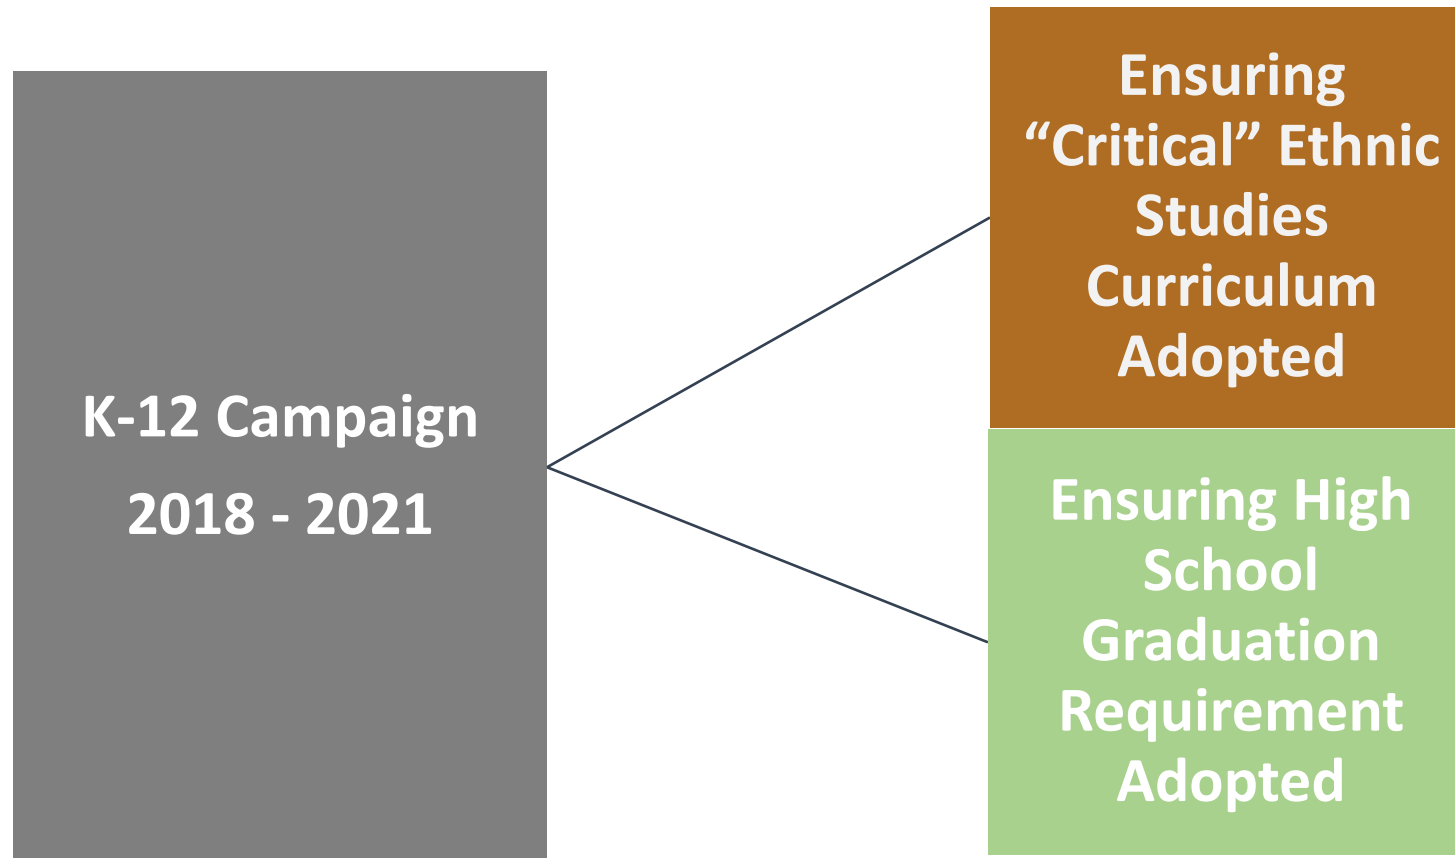 K-12 Campaign
2018 - 2021
Ensuring
“Critical” Ethnic
Studies
Curriculum
Adopted
Ensuring High
School
Graduation
Requirement
Adopted